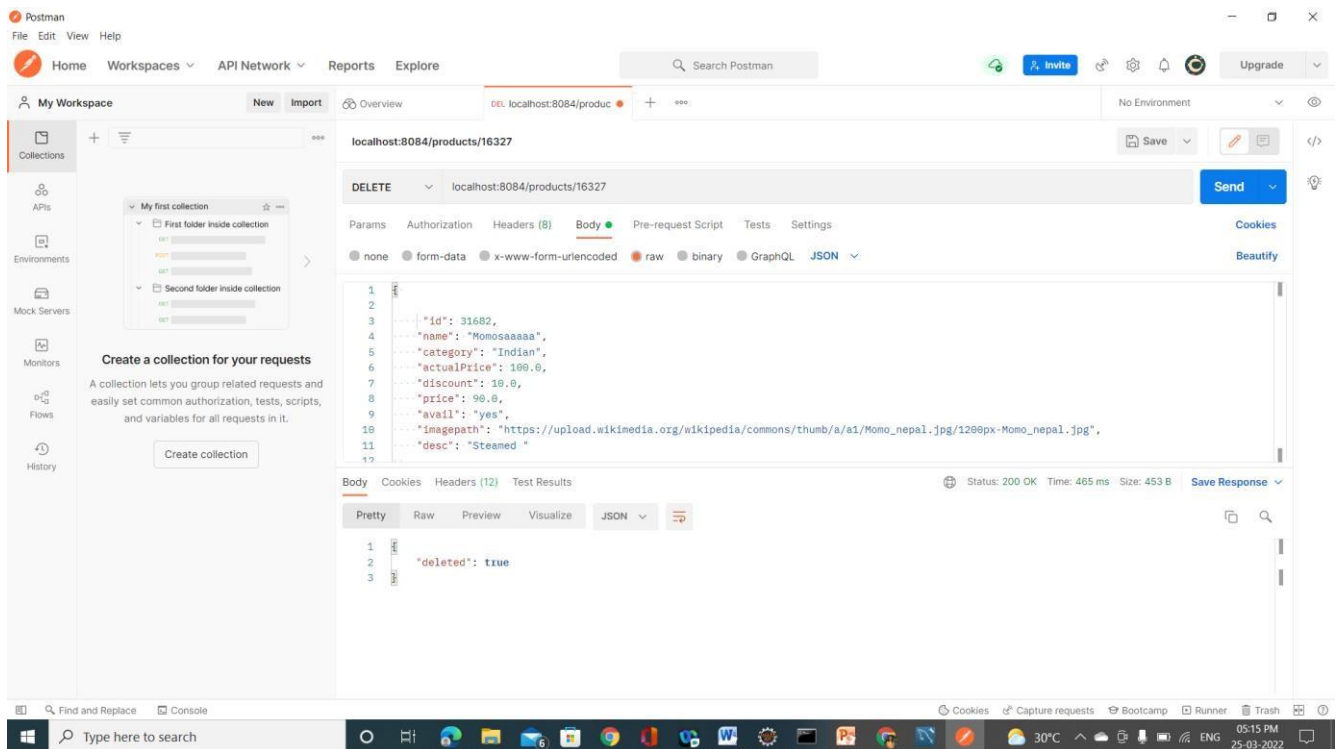 Postman
File Edit View Help
Home Workspaces API Network Reports Explore Search Postman Invite Upgrade
My Workspace New Import Overview DEL localhost:8084/produc No Environment
Collections
APIs
Environments
Mock Servers
Monitors
Flows
History
My first collection
First folder inside collection
GET
POST
GET
Second folder inside collection
GET
GET
Create a collection for your requests
A collection lets you group related requests and
easily set common authorization, tests, scripts,
and variables for all requests in it.
Create collection
localhost:8084/products/16327 Save
DELETE localhost:8084/products/16327 Send
Params Authorization Headers (8) Body Pre-request Script Tests Settings Cookies
none form-data x-www-form-urlencoded raw binary GraphQL JSON Beautify
1 {
2
3 "id": 31682,
4 "name": "Momosaaaaa",
5 "category": "Indian",
6 "actualPrice": 100.0,
7 "discount": 10.0,
8 "price": 90.0,
9 "avail": "yes",
10 "imagepath": "https://upload.wikimedia.org/wikipedia/commons/thumb/a/a1/Momo_nepal.jpg/1200px-Momo_nepal.jpg",
11 "desc": "Steamed "
12
Body Cookies Headers (12) Test Results Status: 200 OK Time: 465 ms Size: 453 B Save Response
Pretty Raw Preview Visualize JSON
1 {
2 "deleted": true
3 }
Find and Replace Console Cookies Capture requests Bootcamp Runner Trash
Type here to search 30°C ENG 05:15 PM
25-03-2022